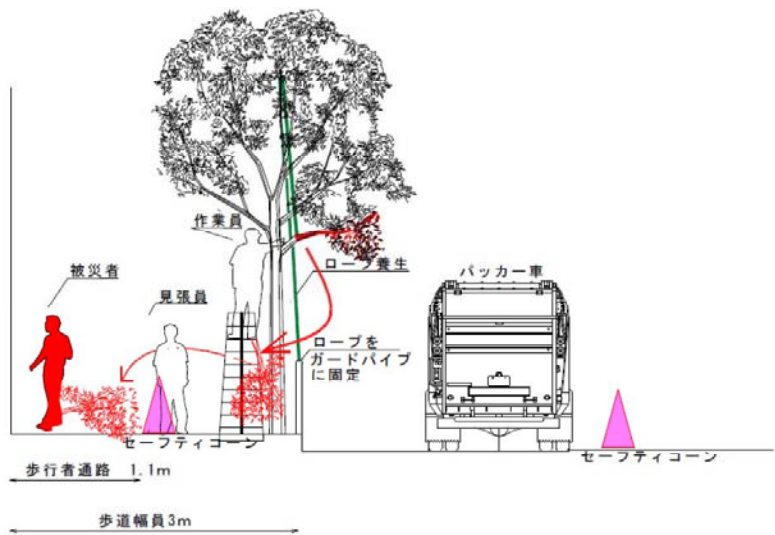 作業員
被災者
見張員
ロープ養生
パッカー車
ロープを
ガードパイプ
に固定
セーフティコーン
セーフティコーン
歩行者通路 1.1m
歩道幅員3m